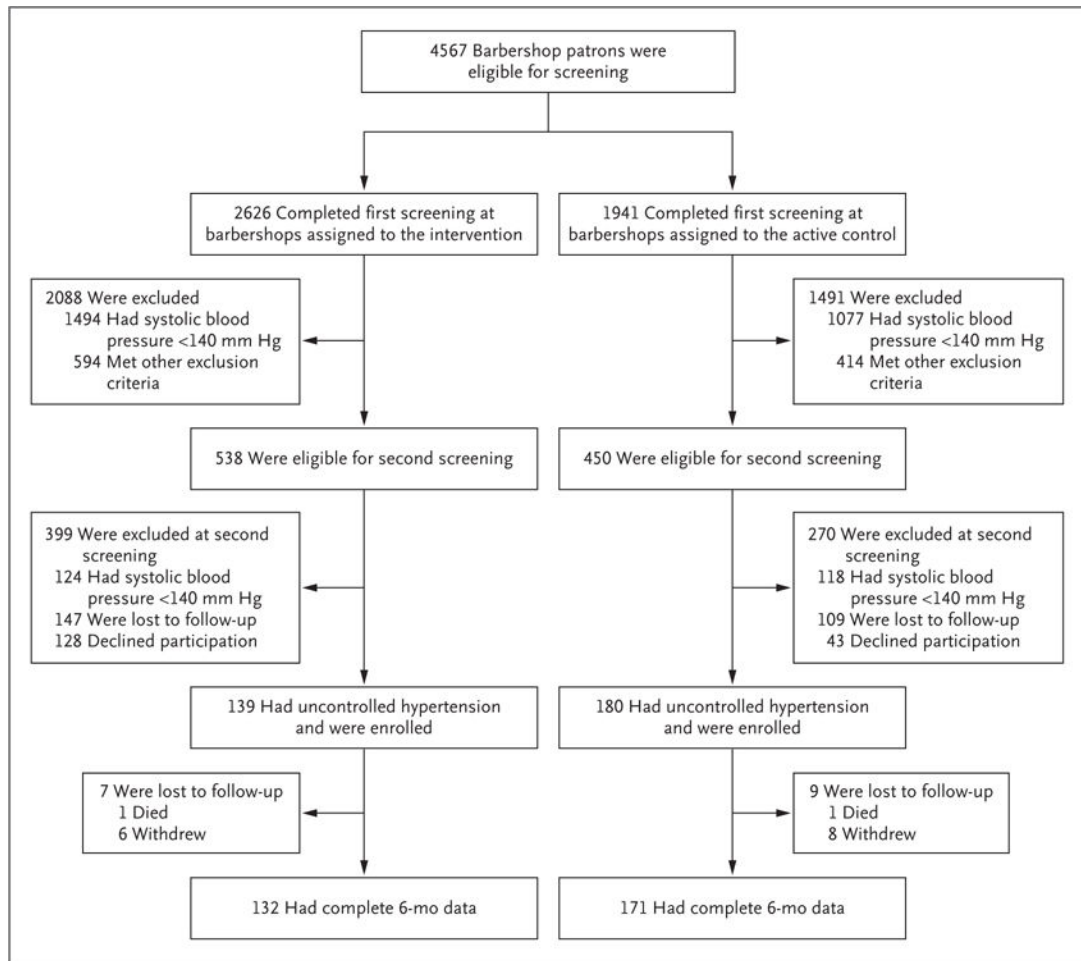 4567 Barbershop patrons were
eligible for screening
2626 Completed first screening at
barbershops assigned to the intervention
1941 Completed first screening at
barbershops assigned to the active control
2088 Were excluded
1494 Had systolic blood
pressure <140 mm Hg
594 Met other exclusion
criteria
1491 Were excluded
1077 Had systolic blood
pressure <140 mm Hg
414 Met other exclusion
criteria
538 Were eligible for second screening
450 Were eligible for second screening
399 Were excluded at second
screening
124 Had systolic blood
pressure <140 mm Hg
147 Were lost to follow-up
128 Declined participation
270 Were excluded at second
screening
118 Had systolic blood
pressure <140 mm Hg
109 Were lost to follow-up
43 Declined participation
139 Had uncontrolled hypertension
and were enrolled
180 Had uncontrolled hypertension
and were enrolled
7 Were lost to follow-up
1 Died
6 Withdrew
9 Were lost to follow-up
1 Died
8 Withdrew
132 Had complete 6-mo data
171 Had complete 6-mo data